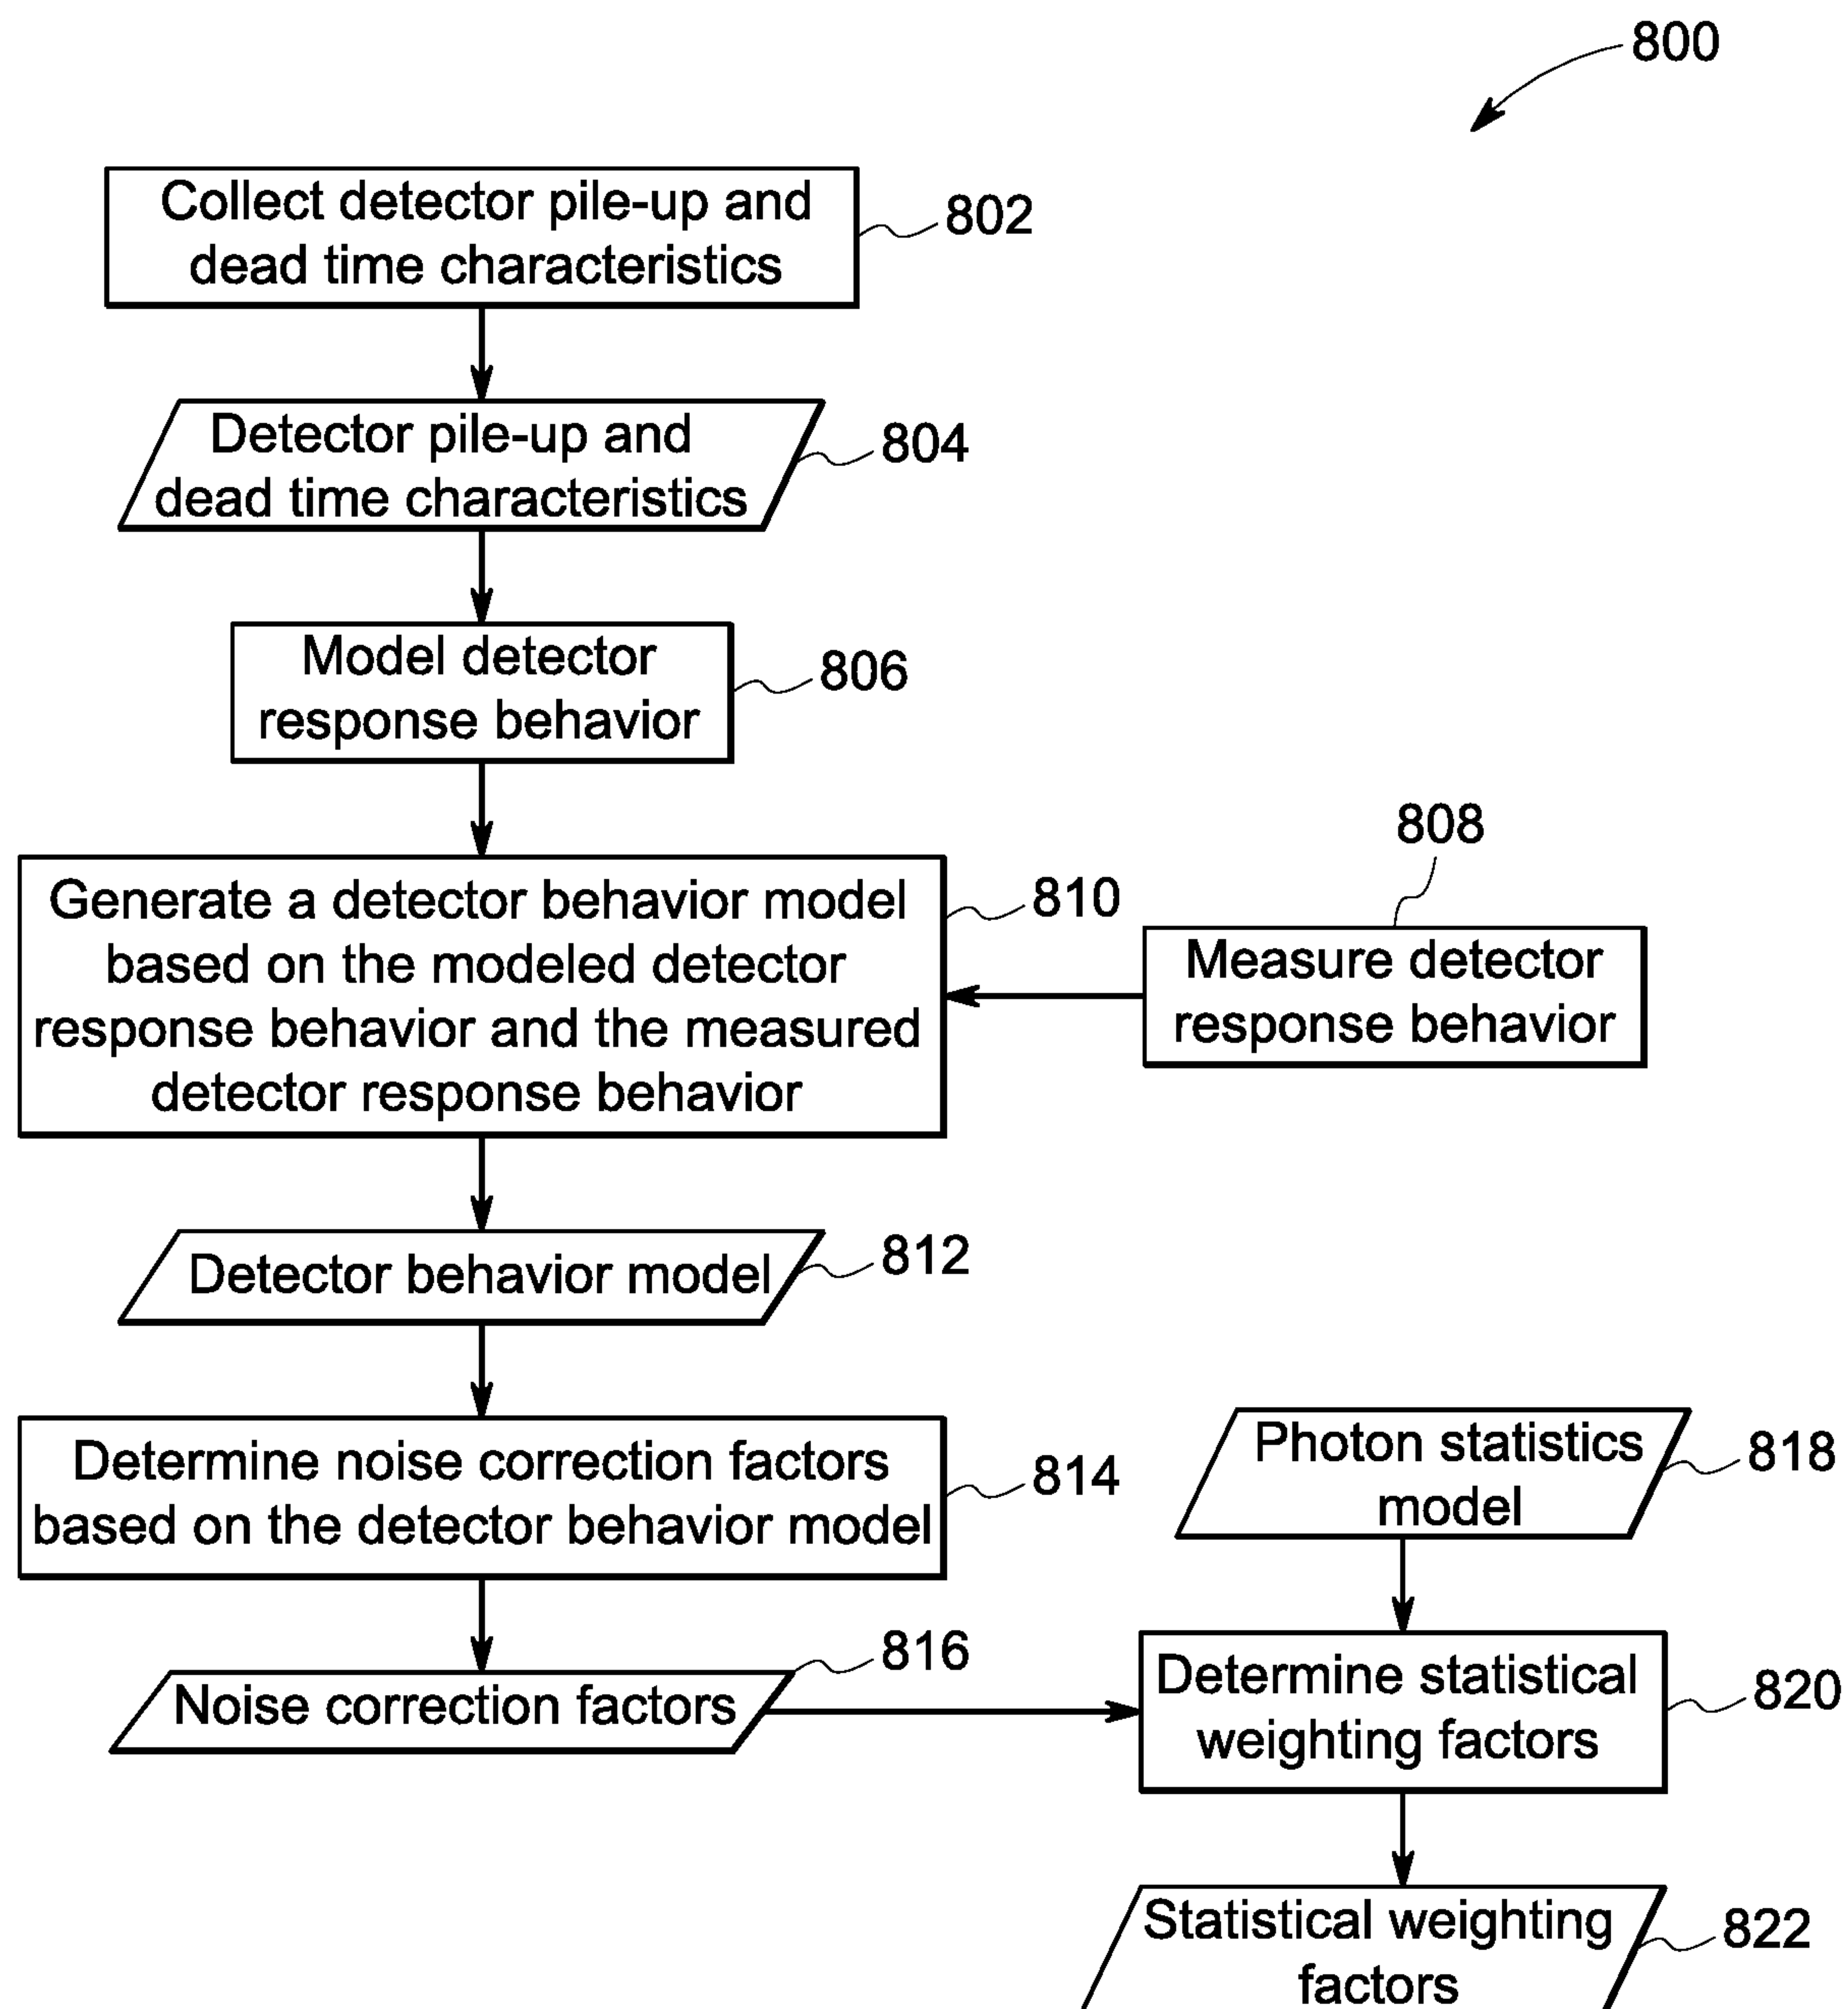 800
Collect detector pile-up and
dead time characteristics
802
Detector pile-up and
dead time characteristics
804
Model detector
response behavior
806
808
Generate a detector behavior model
based on the modeled detector
response behavior and the measured
detector response behavior
810
Measure detector
response behavior
Detector behavior model
812
Determine noise correction factors
based on the detector behavior model
814
Photon statistics
model
818
Noise correction factors
816
Determine statistical
weighting factors
820
Statistical weighting
factors
822